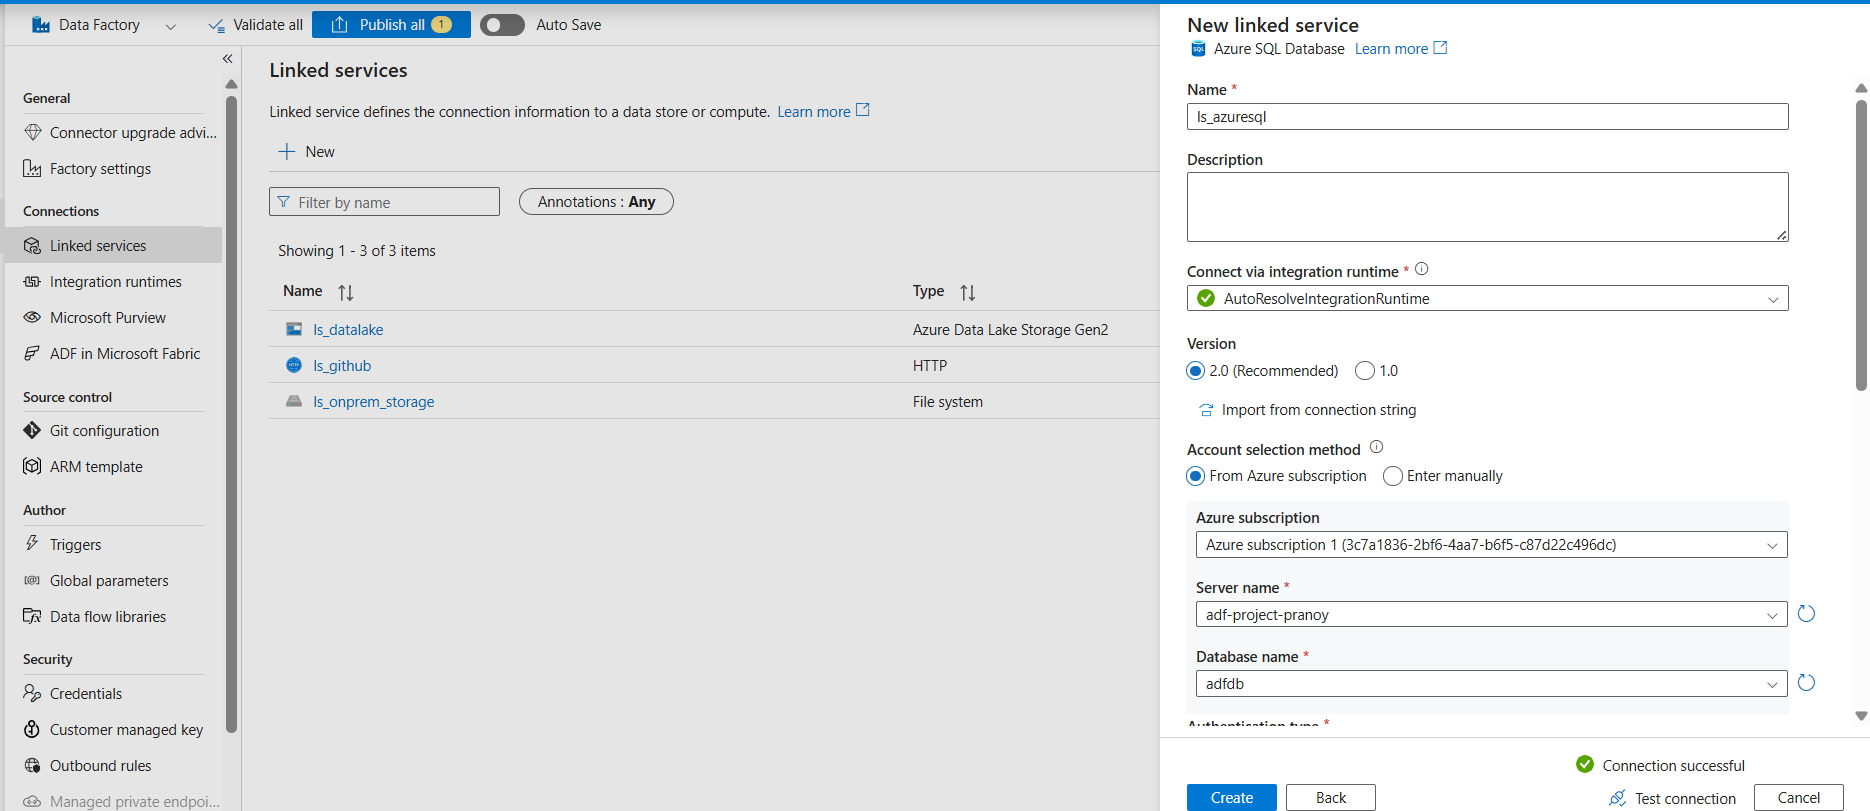 Data Factory
Validate all
Publish all 1
Auto Save
«
General
Connector upgrade advi...
Factory settings
Connections
Linked services
Integration runtimes
Microsoft Purview
ADF in Microsoft Fabric
Source control
Git configuration
ARM template
Author
Triggers
Global parameters
Data flow libraries
Security
Credentials
Customer managed key
Outbound rules
Managed private endpoi...
Linked services
Linked service defines the connection information to a data store or compute. Learn more
New
Filter by name
Annotations : Any
Showing 1 - 3 of 3 items
Name Type
ls_datalake Azure Data Lake Storage Gen2
ls_github HTTP
ls_onprem_storage File system
New linked service
SQL Azure SQL Database Learn more
Name *
ls_azuresql
Description
Connect via integration runtime *
AutoResolveIntegrationRuntime
Version
2.0 (Recommended) 1.0
Import from connection string
Account selection method
From Azure subscription Enter manually
Azure subscription
Azure subscription 1 (3c7a1836-2bf6-4aa7-b6f5-c87d22c496dc)
Server name *
adf-project-pranoy
Database name *
adfdb
Authentication type *
Connection successful
Create Back Test connection Cancel